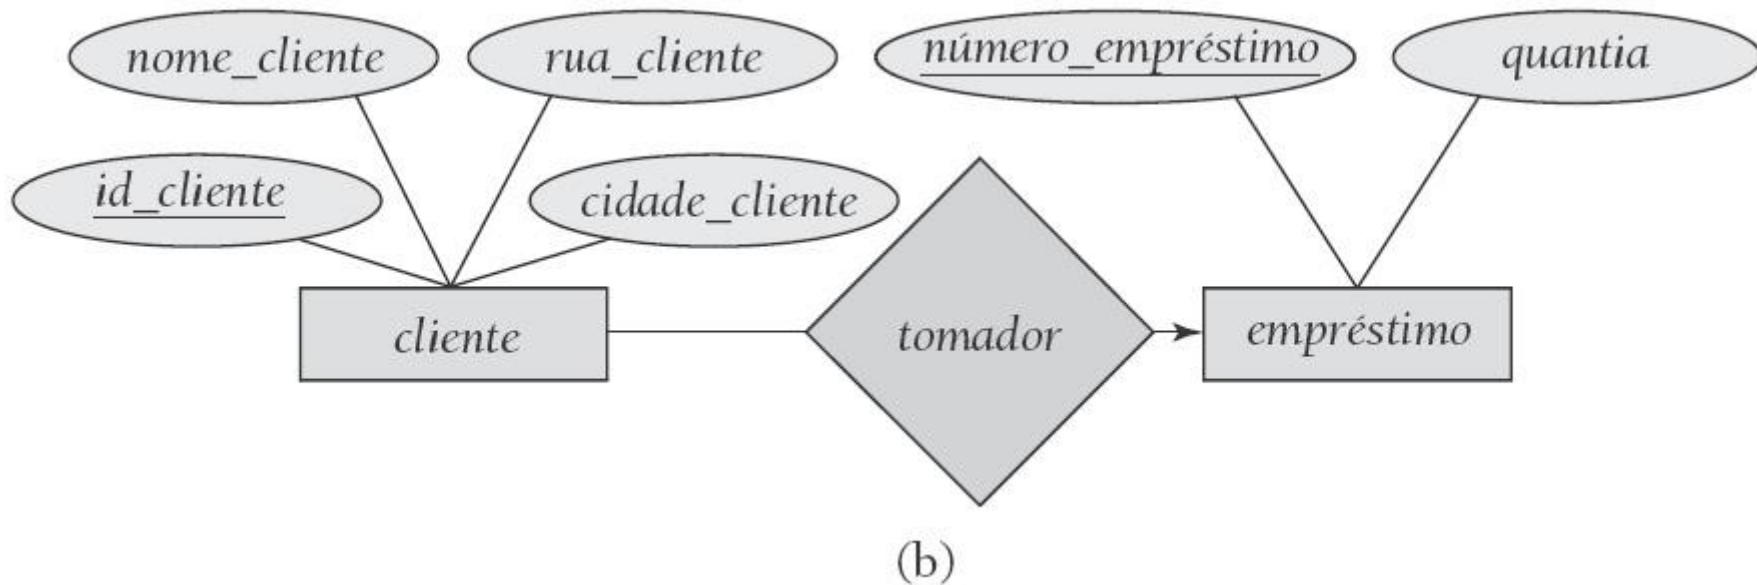 nome_cliente
rua_cliente
número_empréstimo
quantia
id_cliente
cidade_cliente
cliente
tomador
empréstimo
(b)